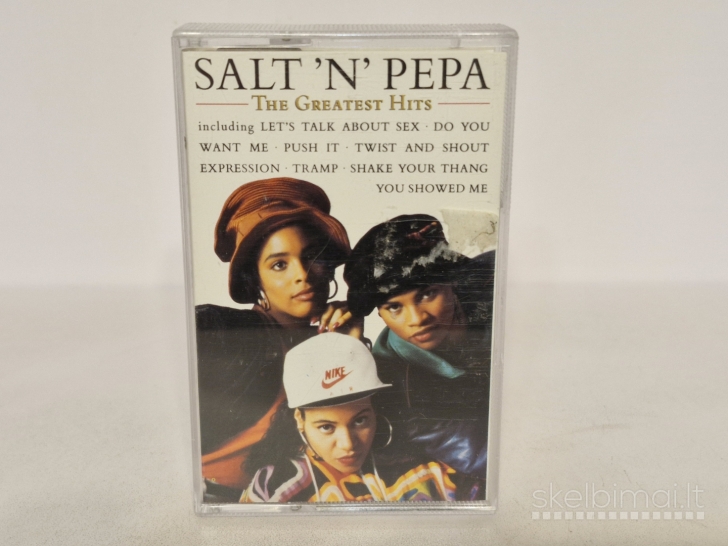 SALT 'N' PEPA
THE GREATEST HITS
including LET'S TALK ABOUT SEX · DO YOU
WANT ME · PUSH IT · TWIST AND SHOUT
EXPRESSION · TRAMP · SHAKE YOUR THANG
YOU SHOWED ME
NIKE
skelbimai.lt